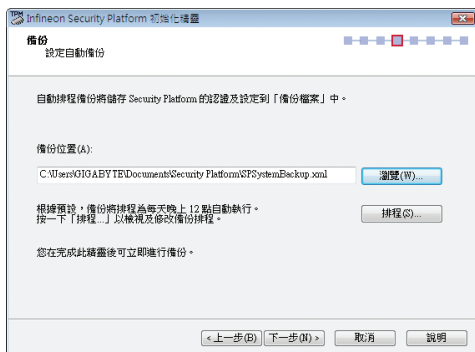 TPM Infineon Security Platform 初始化精靈
備份
設定自動備份
自動排程備份將儲存 Security Platform 的認證及設定到「備份檔案」中。
備份位置(A):
C:\Users\GIGABYTE\Documents\Security Platform\SPSystemBackup.xml
瀏覽(W)...
根據預設，備份將排程為每天晚上 12 點自動執行。
按一下「排程...」以檢視及修改備份排程。
排程(S)...
您在完成此精靈後可立即進行備份。
<上一步(B) 下一步(N)> 取消 說明